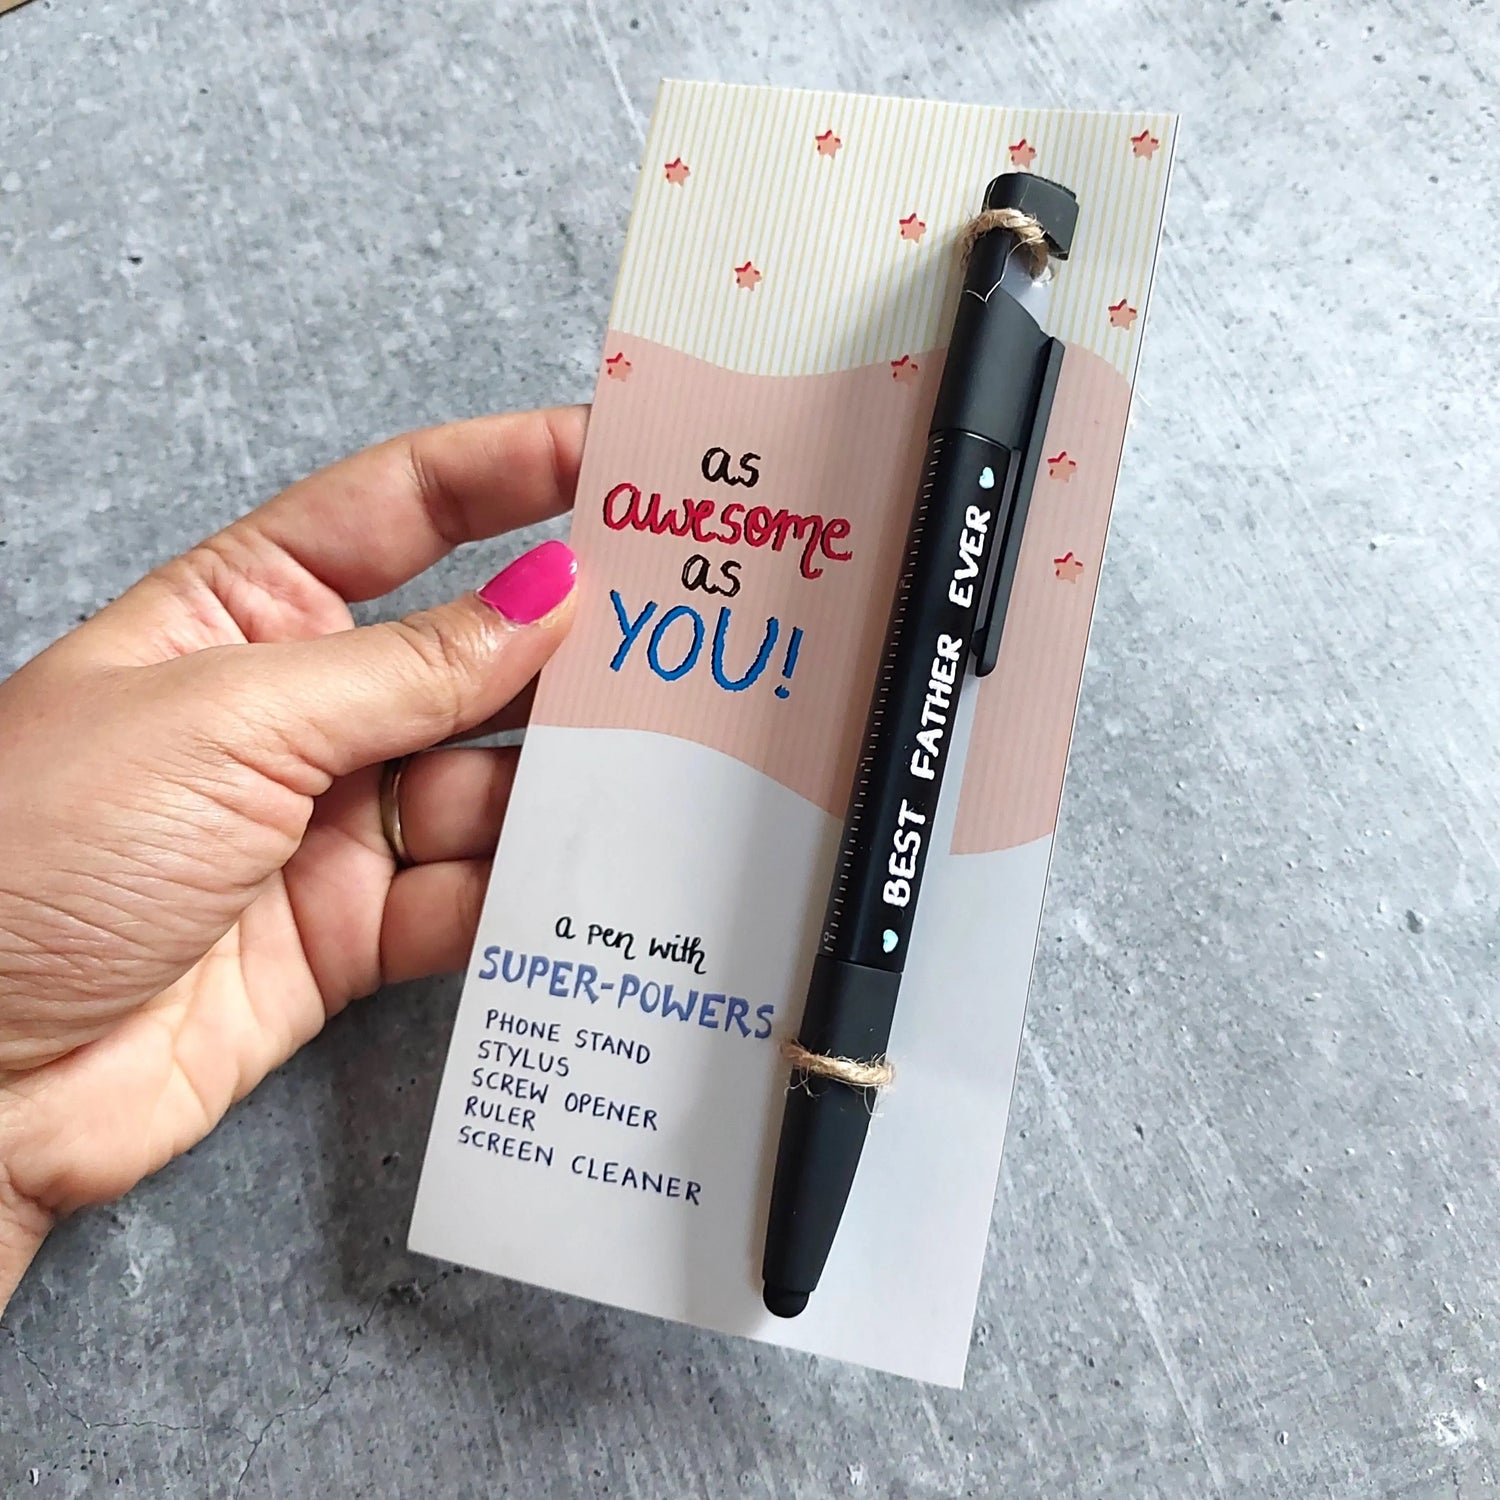 as
awesome
as
YOU!
BEST FATHER EVER
a pen with
SUPER-POWERS
PHONE STAND
STYLUS
SCREW OPENER
RULER
SCREEN CLEANER